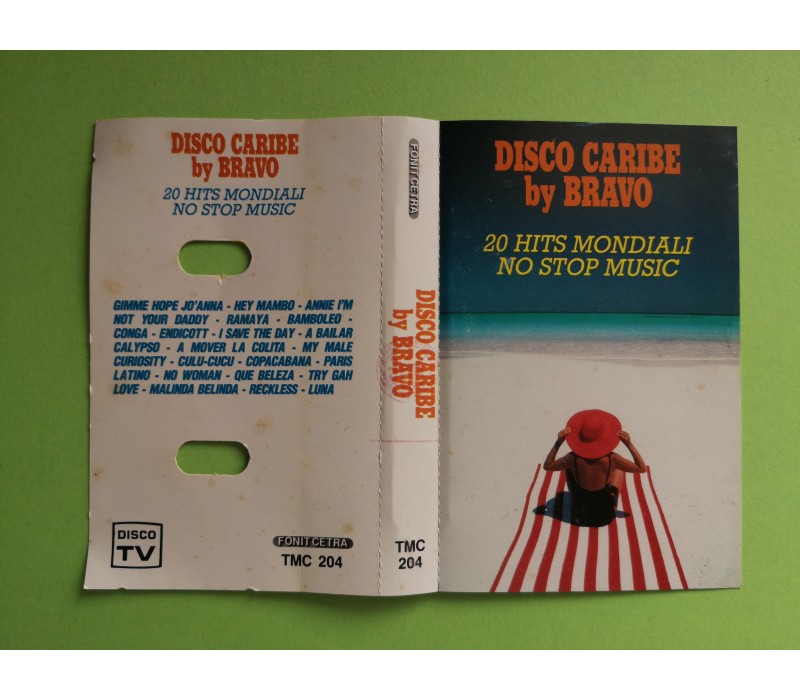 DISCO CARIBE
by BRAVO
20 HITS MONDIALI
NO STOP MUSIC
GIMME HOPE JO'ANNA - HEY MAMBO - ANNIE I'M
NOT YOUR DADDY - RAMAYA - BAMBOLEO -
CONGA - ENDICOTT - I SAVE THE DAY - A BAILAR
CALYPSO - A MOVER LA COLITA - MY MALE
CURIOSITY - CULU-CUCU - COPACABANA - PARIS
LATINO - NO WOMAN - QUE BELEZA - TRY GAH
LOVE - MALINDA BELINDA - RECKLESS - LUNA
DISCO
TV
FONIT CETRA
TMC 204
FONIT CETRA
DISCO CARIBE
by BRAVO
TMC
204
DISCO CARIBE
by BRAVO
20 HITS MONDIALI
NO STOP MUSIC